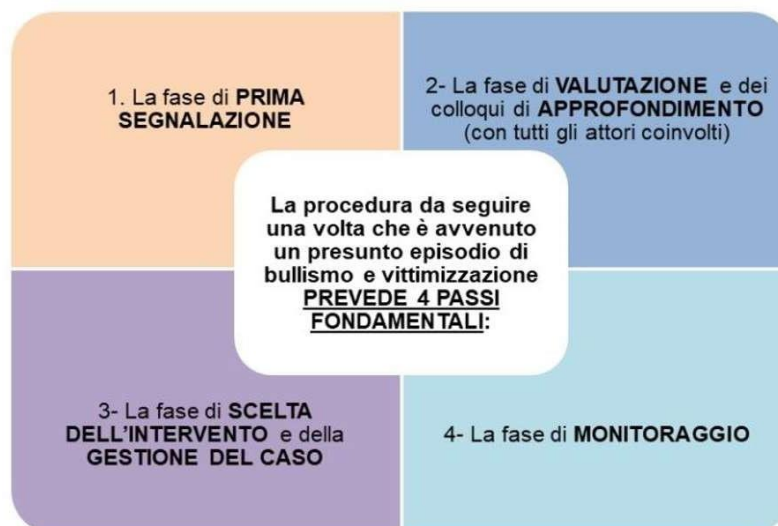 1. La fase di PRIMA
SEGNALAZIONE
2- La fase di VALUTAZIONE e dei
colloqui di APPROFONDIMENTO
(con tutti gli attori coinvolti)
La procedura da seguire
una volta che è avvenuto
un presunto episodio di
bullismo e vittimizzazione
PREVEDE 4 PASSI
FONDAMENTALI:
3- La fase di SCELTA
DELL'INTERVENTO e della
GESTIONE DEL CASO
4- La fase di MONITORAGGIO